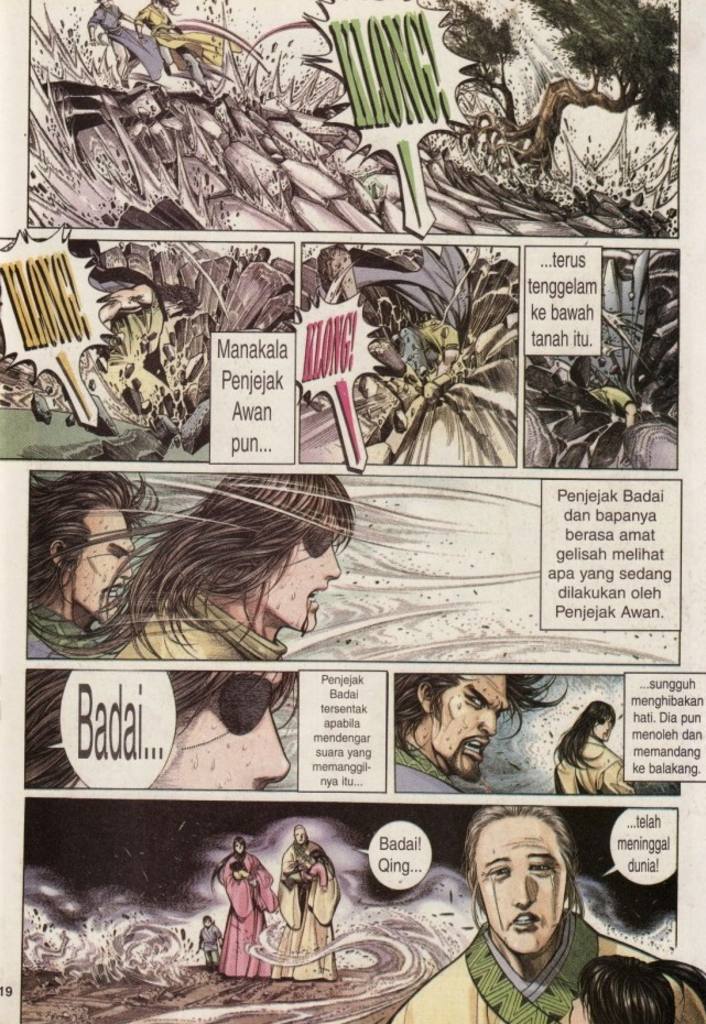 KLONG!
KLONG!
Manakala
Penjejak
Awan
pun...
KLONG!
...terus
tenggelam
ke bawah
tanah itu.
Penjejak Badai
dan bapanya
berasa amat
gelisah melihat
apa yang sedang
dilakukan oleh
Penjejak Awan.
Badai...
Penjejak
Badai
tersentak
apabila
mendengar
suara yang
memanggil-
nya itu...
...sungguh
menghibakan
hati. Dia pun
menoleh dan
memandang
ke balakang.
Badai!
Qing...
...telah
meninggal
dunia!
19